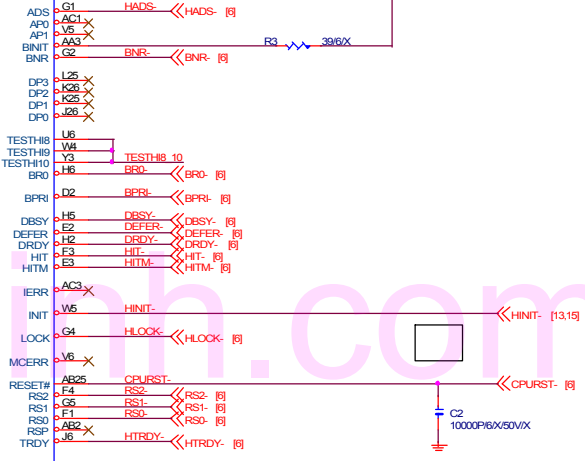 ADS G1 HADS- HADS- [6]
AP0 AC1
AP1 V5
BINIT AA3 R3 39/6/X
BNR G2 BNR- BNR- [6]
DP3 L25
DP2 K26
DP1 K25
DP0 J26
TESTHI8 U6
TESTHI9 W4
TESTHI10 Y3 TESTHI8_10
BR0 H6 BR0- BR0- [6]
BPRI D2 BPRI- BPRI- [6]
DBSY H5 DBSY- DBSY- [6]
DEFER E2 DEFER- DEFER- [6]
DRDY H2 DRDY- DRDY- [6]
HIT F3 HIT- HIT- [6]
HITM E3 HITM- HITM- [6]
IERR AC3
inh.com
INIT W5 HINIT- HINIT- [13,15]
LOCK G4 HLOCK- HLOCK- [6]
MCERR V6
RESET# AB25 CPURST- CPURST- [6]
RS2 F4 RS2- RS2- [6]
RS1 G5 RS1- RS1- [6]
RS0 F1 RS0- RS0- [6]
C2
10000P/6/X/50V/X
RSP AB2
TRDY J6 HTRDY- HTRDY- [6]